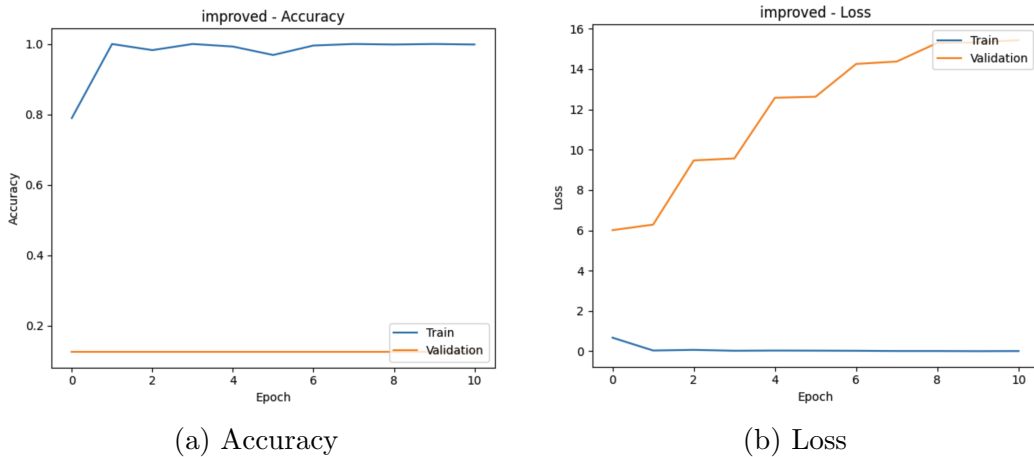 improved - Accuracy
1.0
0.8
0.6
0.4
0.2
Accuracy
Train
Validation
0 2 4 6 8 10
Epoch
(a) Accuracy
improved - Loss
16
14
12
10
8
6
4
2
0
Loss
Train
Validation
0 2 4 6 8 10
Epoch
(b) Loss